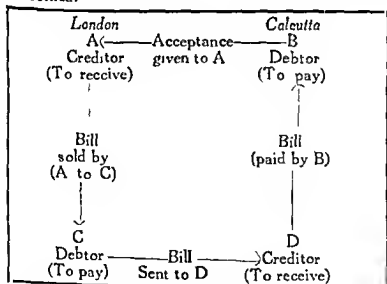 London Calcutta
A<——Acceptance——B
Creditor given to A Debtor
(To receive) (To pay)
Bill Bill
sold by (paid by B)
(A to C)
C D
Debtor ——Bill——> Creditor
(To pay) Sent to D (To receive)